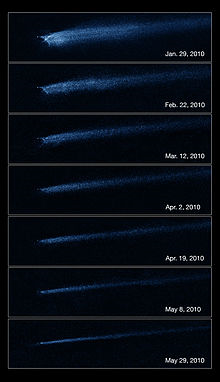 Jan. 29, 2010
Feb. 22, 2010
Mar. 12, 2010
Apr. 2, 2010
Apr. 19, 2010
May 8, 2010
May 29, 2010